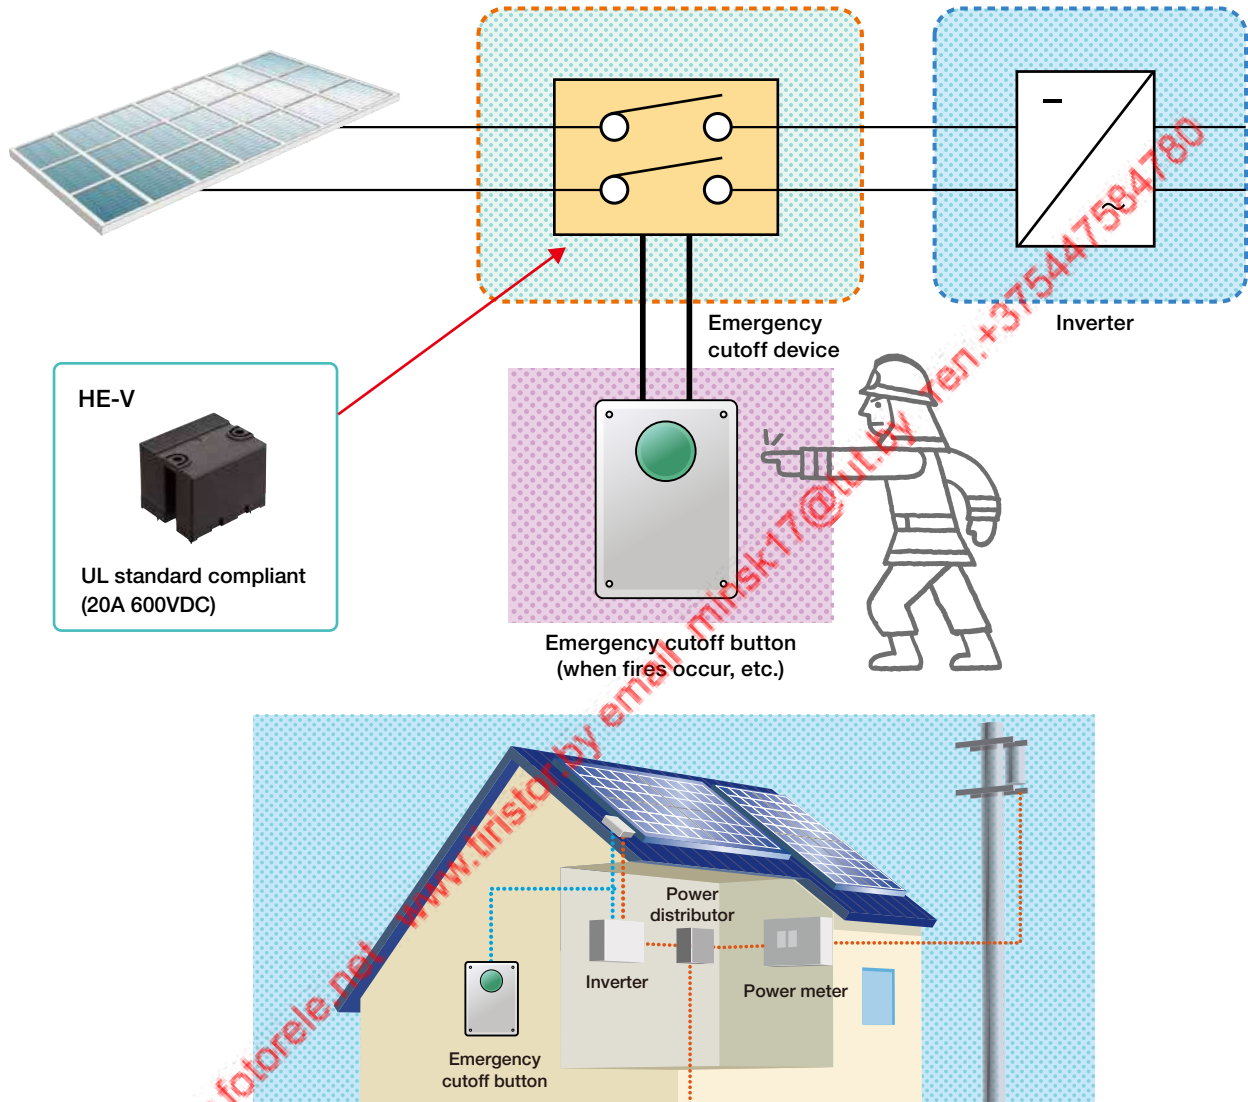 Emergency
cutoff device
Inverter
HE-V
UL standard compliant
(20A 600VDC)
Emergency cutoff button
(when fires occur, etc.)
Power
distributor
Inverter
Power meter
Emergency
cutoff button
fotorele.net www.tiristor.by email minsk17@tut.by тел.+375447584780